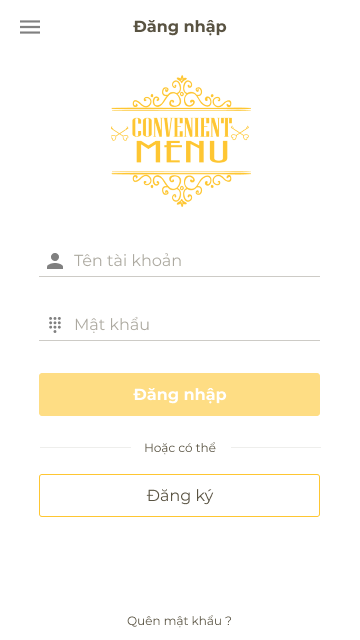 Đăng nhập
CONVENIENT
MENU
Tên tài khoản
Mật khẩu
Đăng nhập
Hoặc có thể
Đăng ký
Quên mật khẩu ?